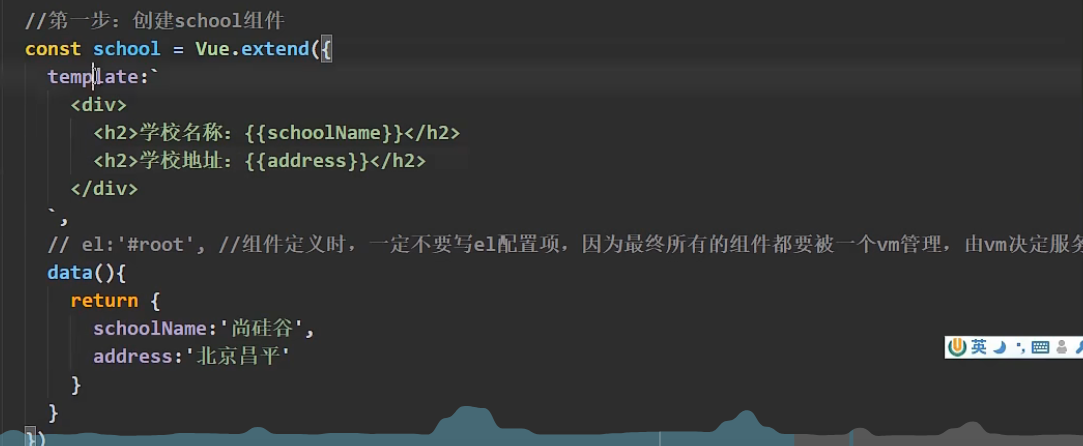 //第一步：创建school组件
const school = Vue.extend({
template:`
<div>
<h2>学校名称：{{schoolName}}</h2>
<h2>学校地址：{{address}}</h2>
</div>
`,
// el:'#root', //组件定义时，一定不要写el配置项，因为最终所有的组件都要被一个vm管理，由vm决定服务
data(){
return {
schoolName:'尚硅谷',
address:'北京昌平'
}
}
})
英